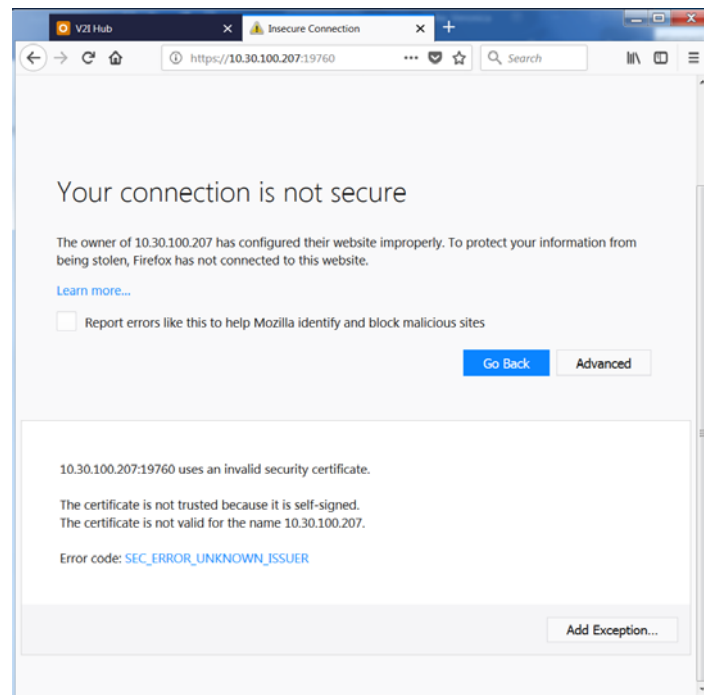 V2I Hub
Insecure Connection
https://10.30.100.207:19760
Search
Your connection is not secure
The owner of 10.30.100.207 has configured their website improperly. To protect your information from
being stolen, Firefox has not connected to this website.
Learn more...
Report errors like this to help Mozilla identify and block malicious sites
Go Back
Advanced
10.30.100.207:19760 uses an invalid security certificate.
The certificate is not trusted because it is self-signed.
The certificate is not valid for the name 10.30.100.207.
Error code: SEC_ERROR_UNKNOWN_ISSUER
Add Exception...